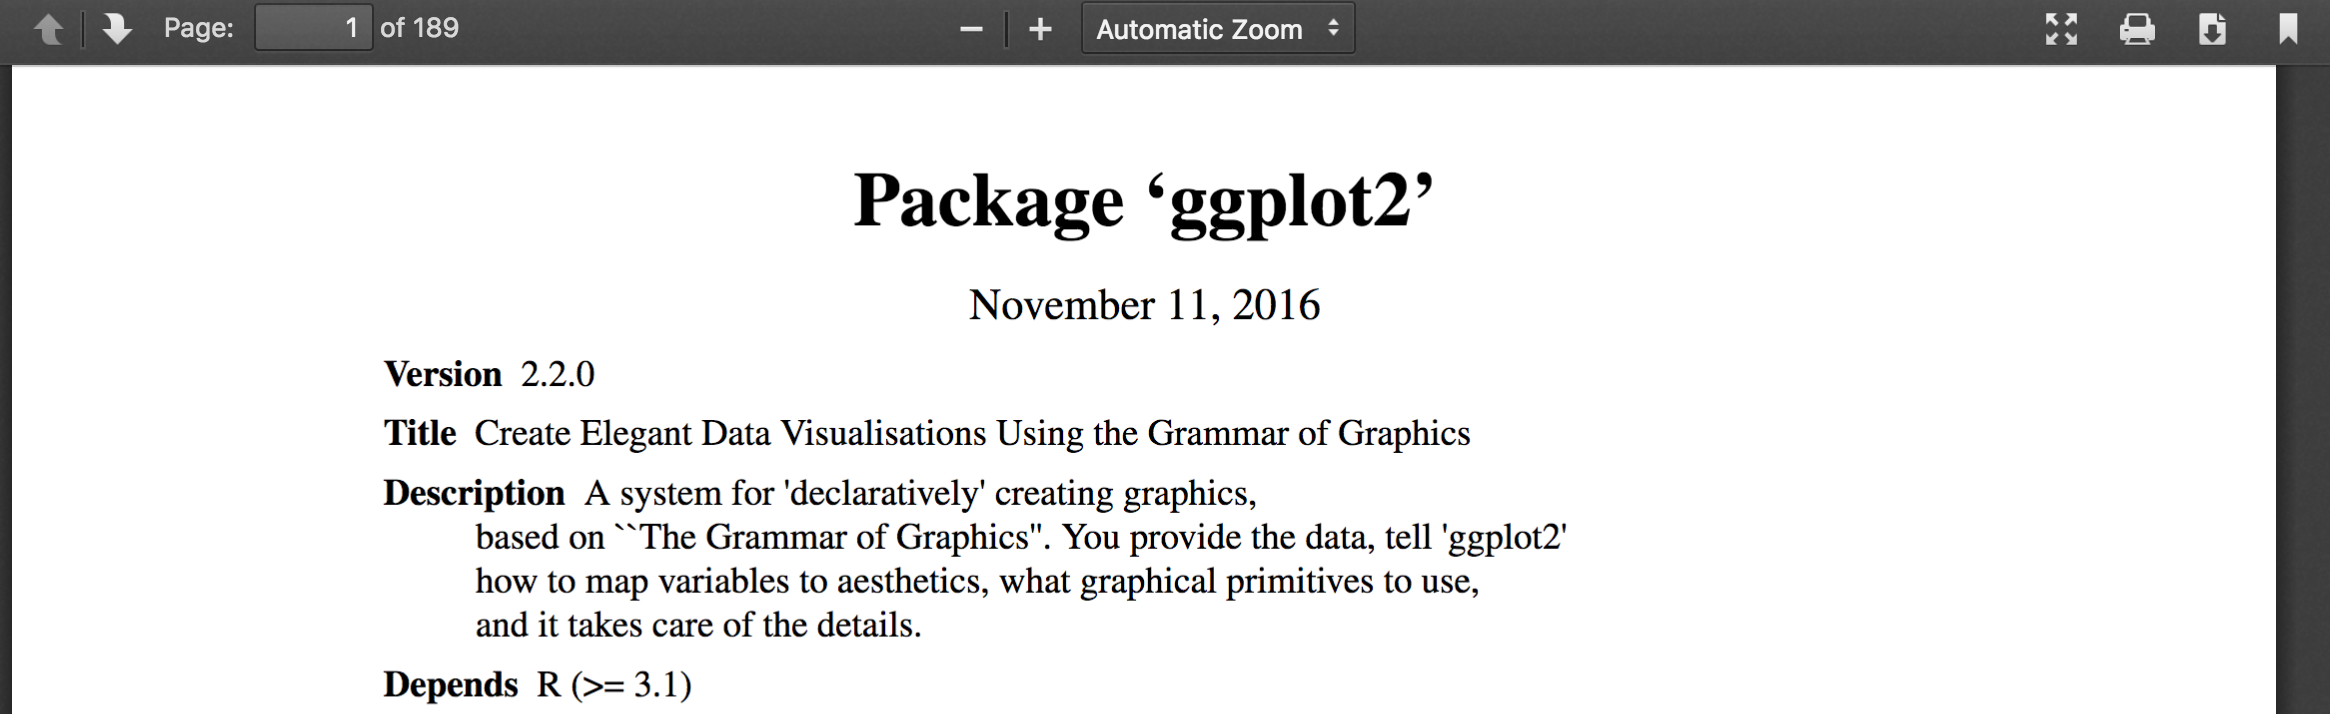 Page: 1 of 189 Automatic Zoom
Package ‘ggplot2’
November 11, 2016
Version 2.2.0
Title Create Elegant Data Visualisations Using the Grammar of Graphics
Description A system for 'declaratively' creating graphics,
based on ``The Grammar of Graphics''. You provide the data, tell 'ggplot2'
how to map variables to aesthetics, what graphical primitives to use,
and it takes care of the details.
Depends R (>= 3.1)